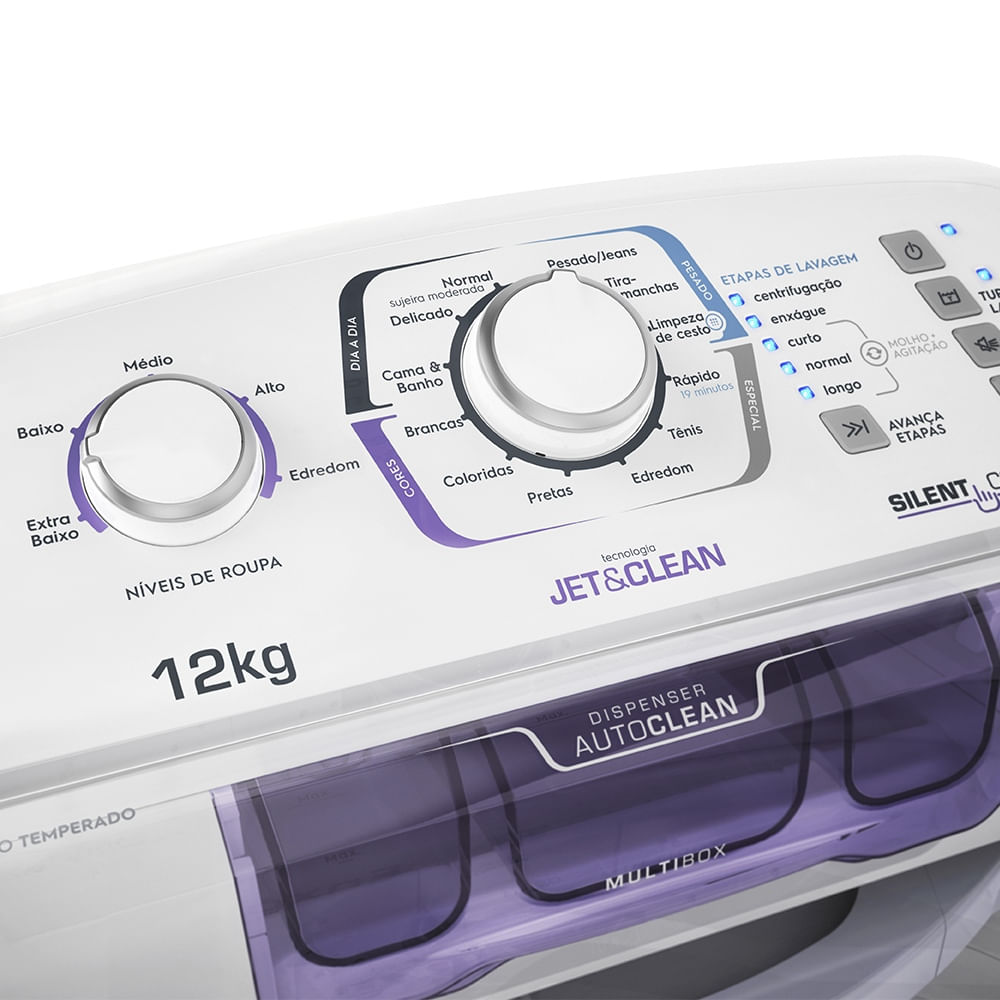 Médio
Alto
Baixo
Edredom
Extra
Baixo
NÍVEIS DE ROUPA
12kg
DIA A DIA
Normal
sujeira moderada
Delicado
Cama &
Banho
CORES
Brancas
Coloridas
Pretas
PESADO
Pesado/Jeans
Tira-
manchas
Limpeza
de cesto
ESPECIAL
Rápido
19 minutos
Tênis
Edredom
tecnologia
JET&CLEAN
ETAPAS DE LAVAGEM
centrifugação
enxágue
curto
normal
longo
MOLHO +
AGITAÇÃO
AVANÇA
ETAPAS
SILENT
DISPENSER
AUTOCLEAN
MULTIBOX
O TEMPERADO
Max